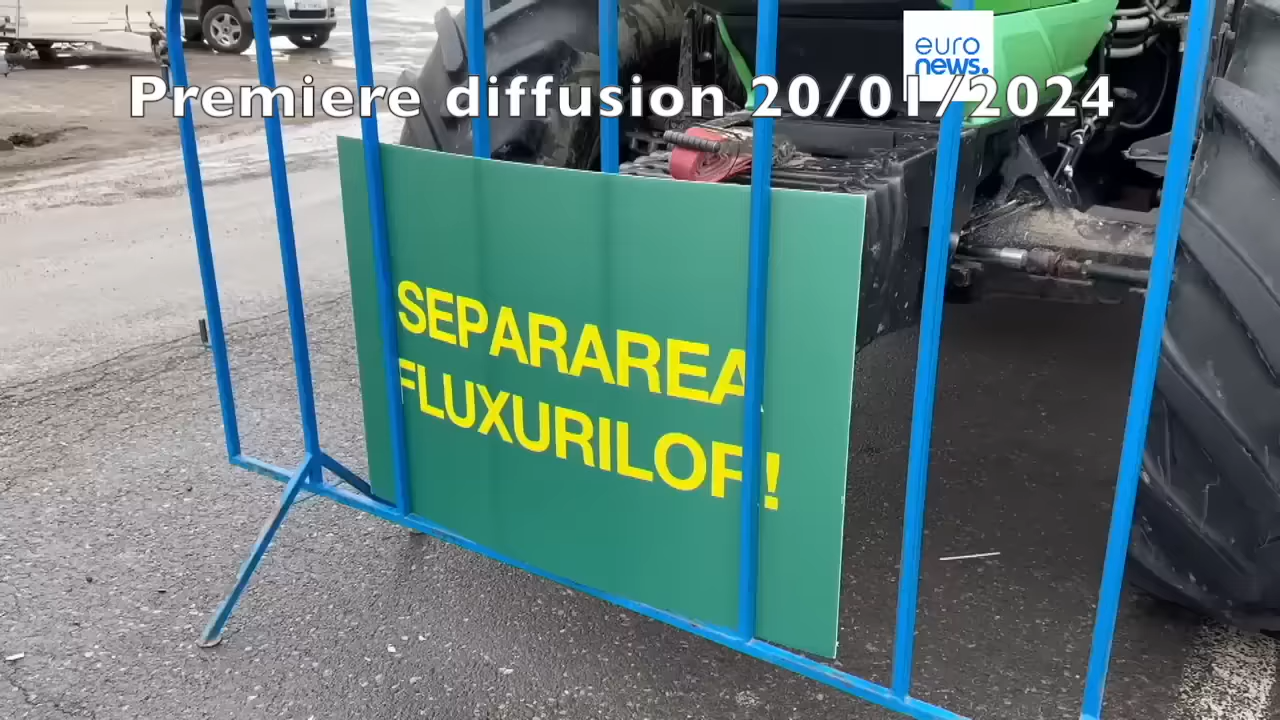 euro
news.
Premiere diffusion 20/01/2024
SEPARAREA
FLUXURILOR!